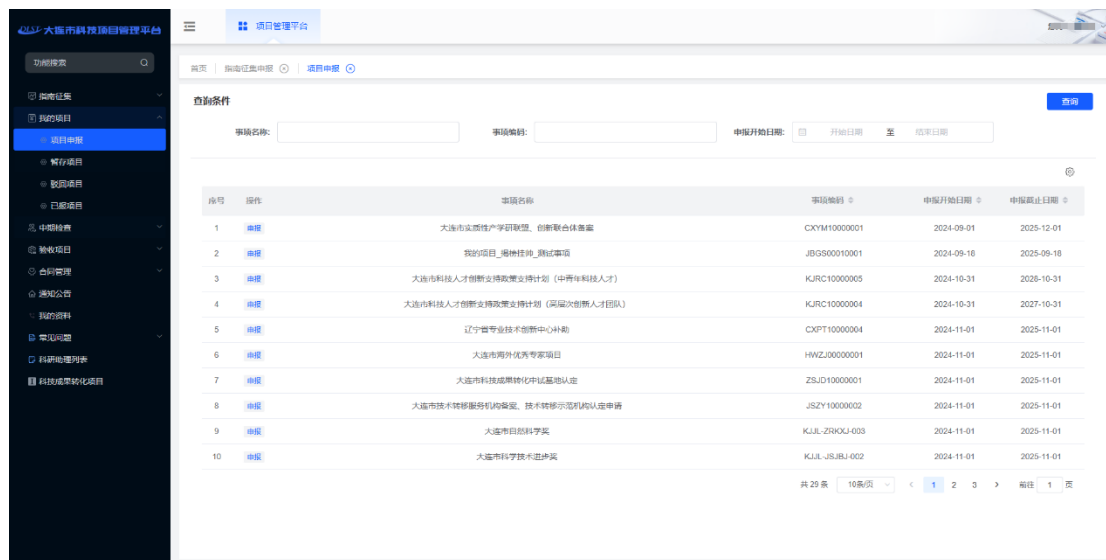 DLST 大连市科技项目管理平台
项目管理平台
功能搜索
指南征集
我的项目
项目申报
暂存项目
驳回项目
已报项目
中期检查
验收项目
合同管理
通知公告
我的资料
常见问题
科研助理列表
科技成果转化项目
首页 指南征集申报 项目申报
查询条件 查询
事项名称: 事项编码: 申报开始日期: 开始日期 至 结束日期
序号 操作 事项名称 事项编码 申报开始日期 申报截止日期
1 申报 大连市实质性产学研联盟、创新联合体备案 CXYM10000001 2024-09-01 2025-12-01
2 申报 我的项目_揭榜挂帅_测试事项 JBGS00010001 2024-09-18 2025-09-18
3 申报 大连市科技人才创新支持政策支持计划（中青年科技人才） KJRC10000005 2024-10-31 2028-10-31
4 申报 大连市科技人才创新支持政策支持计划（高层次创新人才团队） KJRC10000004 2024-10-31 2027-10-31
5 申报 辽宁省专业技术创新中心补助 CXPT10000004 2024-11-01 2025-11-01
6 申报 大连市海外优秀专家项目 HWZJ00000001 2024-11-01 2025-11-01
7 申报 大连市科技成果转化中试基地认定 ZSJD10000001 2024-11-01 2025-11-01
8 申报 大连市技术转移服务机构备案、技术转移示范机构认定申请 JSZY10000002 2024-11-01 2025-11-01
9 申报 大连市自然科学奖 KJJL-ZRKXJ-003 2024-11-01 2025-11-01
10 申报 大连市科学技术进步奖 KJJL-JSJBJ-002 2024-11-01 2025-11-01
共 29 条 10条/页 1 2 3 前往 1 页